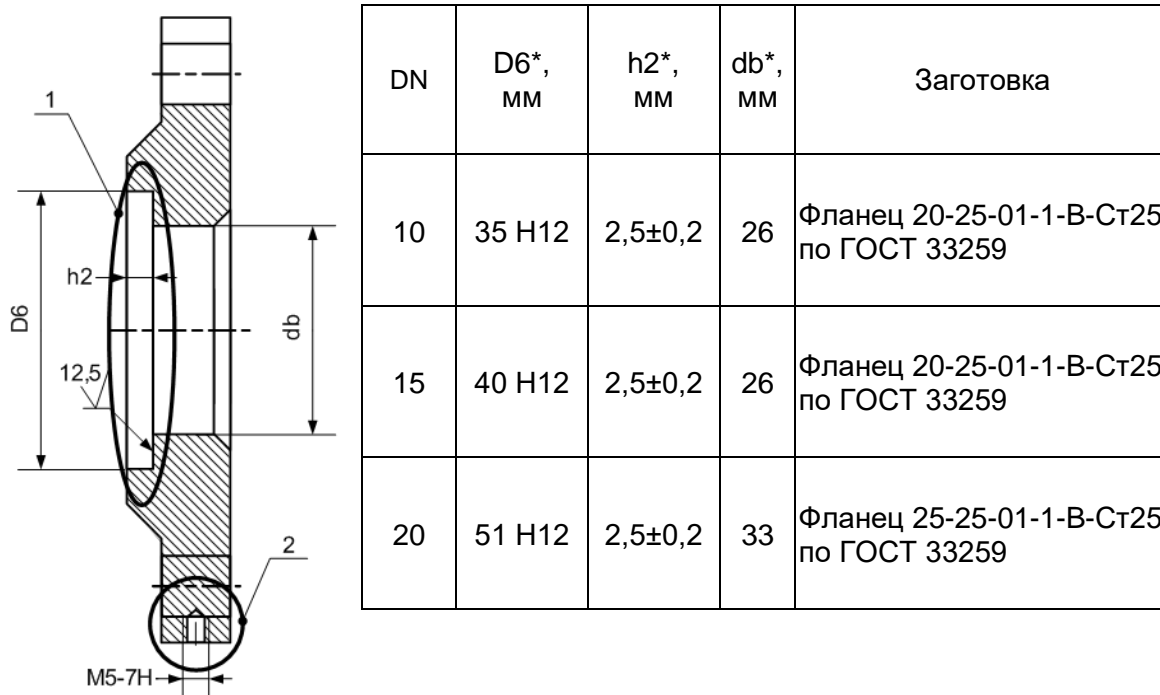 1
D6
h2
12,5
db
2
M5-7H
DN
D6*,
мм
h2*,
мм
db*,
мм
Заготовка
10
35 H12
2,5±0,2
26
Фланец 20-25-01-1-В-Ст25
по ГОСТ 33259
15
40 H12
2,5±0,2
26
Фланец 20-25-01-1-В-Ст25
по ГОСТ 33259
20
51 H12
2,5±0,2
33
Фланец 25-25-01-1-В-Ст25
по ГОСТ 33259